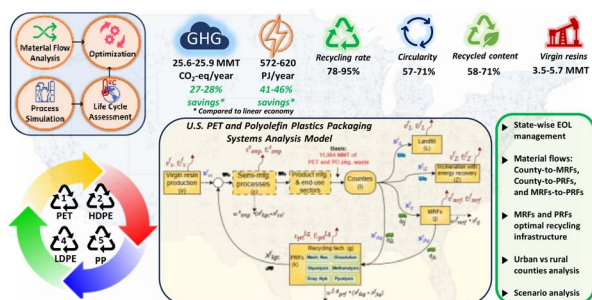 Material Flow
Analysis
Optimization
Process
Simulation
Life Cycle
Assessment
GHG
25.6-25.9 MMT
CO₂-eq/year
27-28%
savings*
572-620
PJ/year
41-46%
savings*
* Compared to linear economy
Recycling rate
78-95%
Circularity
57-71%
Recycled content
58-71%
Virgin resins
3.5-5.7 MMT
1
PET
2
HDPE
4
LDPE
5
PP
U.S. PET and Polyolefin Plastics Packaging
Systems Analysis Model
Basis:
MMT of
PET and PO pkg. waste
Virgin resin
production
(v)
Semi-mfg.
processes
Product mfg.
and end-use
sectors
Counties
(i)
Landfill
(L)
Incineration with
energy recovery
(Z)
MRFs
(j)
PRFs
(k)
Recycling tech (g)
Mech. Rec.
Dissolution
Glycolysis
Methanolysis
Enzy. Hyd.
Pyrolysis
State-wise EOL
management
Material flows:
County-to-MRFs,
County-to-PRFs,
and MRFs-to-PRFs
MRFs and PRFs
optimal recycling
infrastructure
Urban vs rural
counties analysis
Scenario analysis